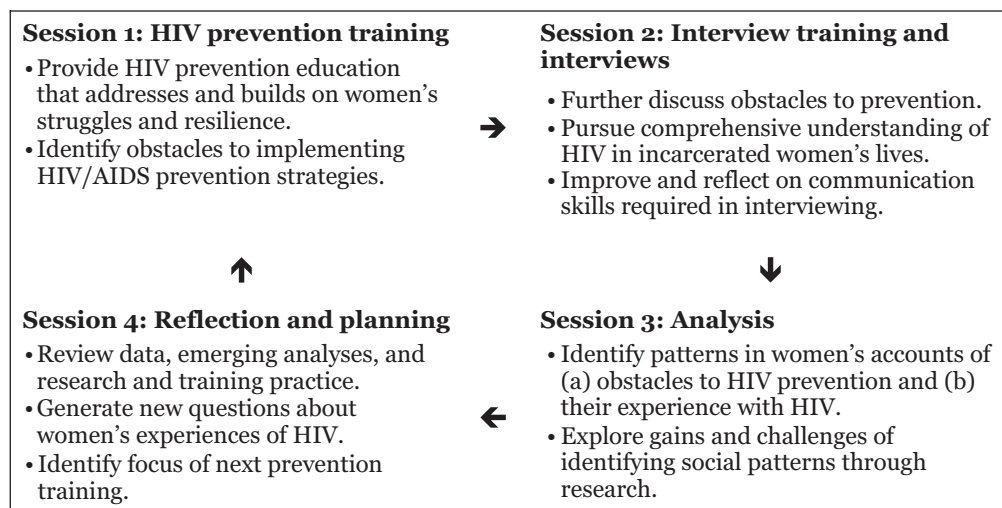 Session 1: HIV prevention training
• Provide HIV prevention education
that addresses and builds on women's
struggles and resilience.
• Identify obstacles to implementing
HIV/AIDS prevention strategies.
Session 2: Interview training and
interviews
• Further discuss obstacles to prevention.
• Pursue comprehensive understanding of
HIV in incarcerated women's lives.
• Improve and reflect on communication
skills required in interviewing.
Session 3: Analysis
• Identify patterns in women's accounts of
(a) obstacles to HIV prevention and (b)
their experience with HIV.
• Explore gains and challenges of
identifying social patterns through
research.
Session 4: Reflection and planning
• Review data, emerging analyses, and
research and training practice.
• Generate new questions about
women's experiences of HIV.
• Identify focus of next prevention
training.